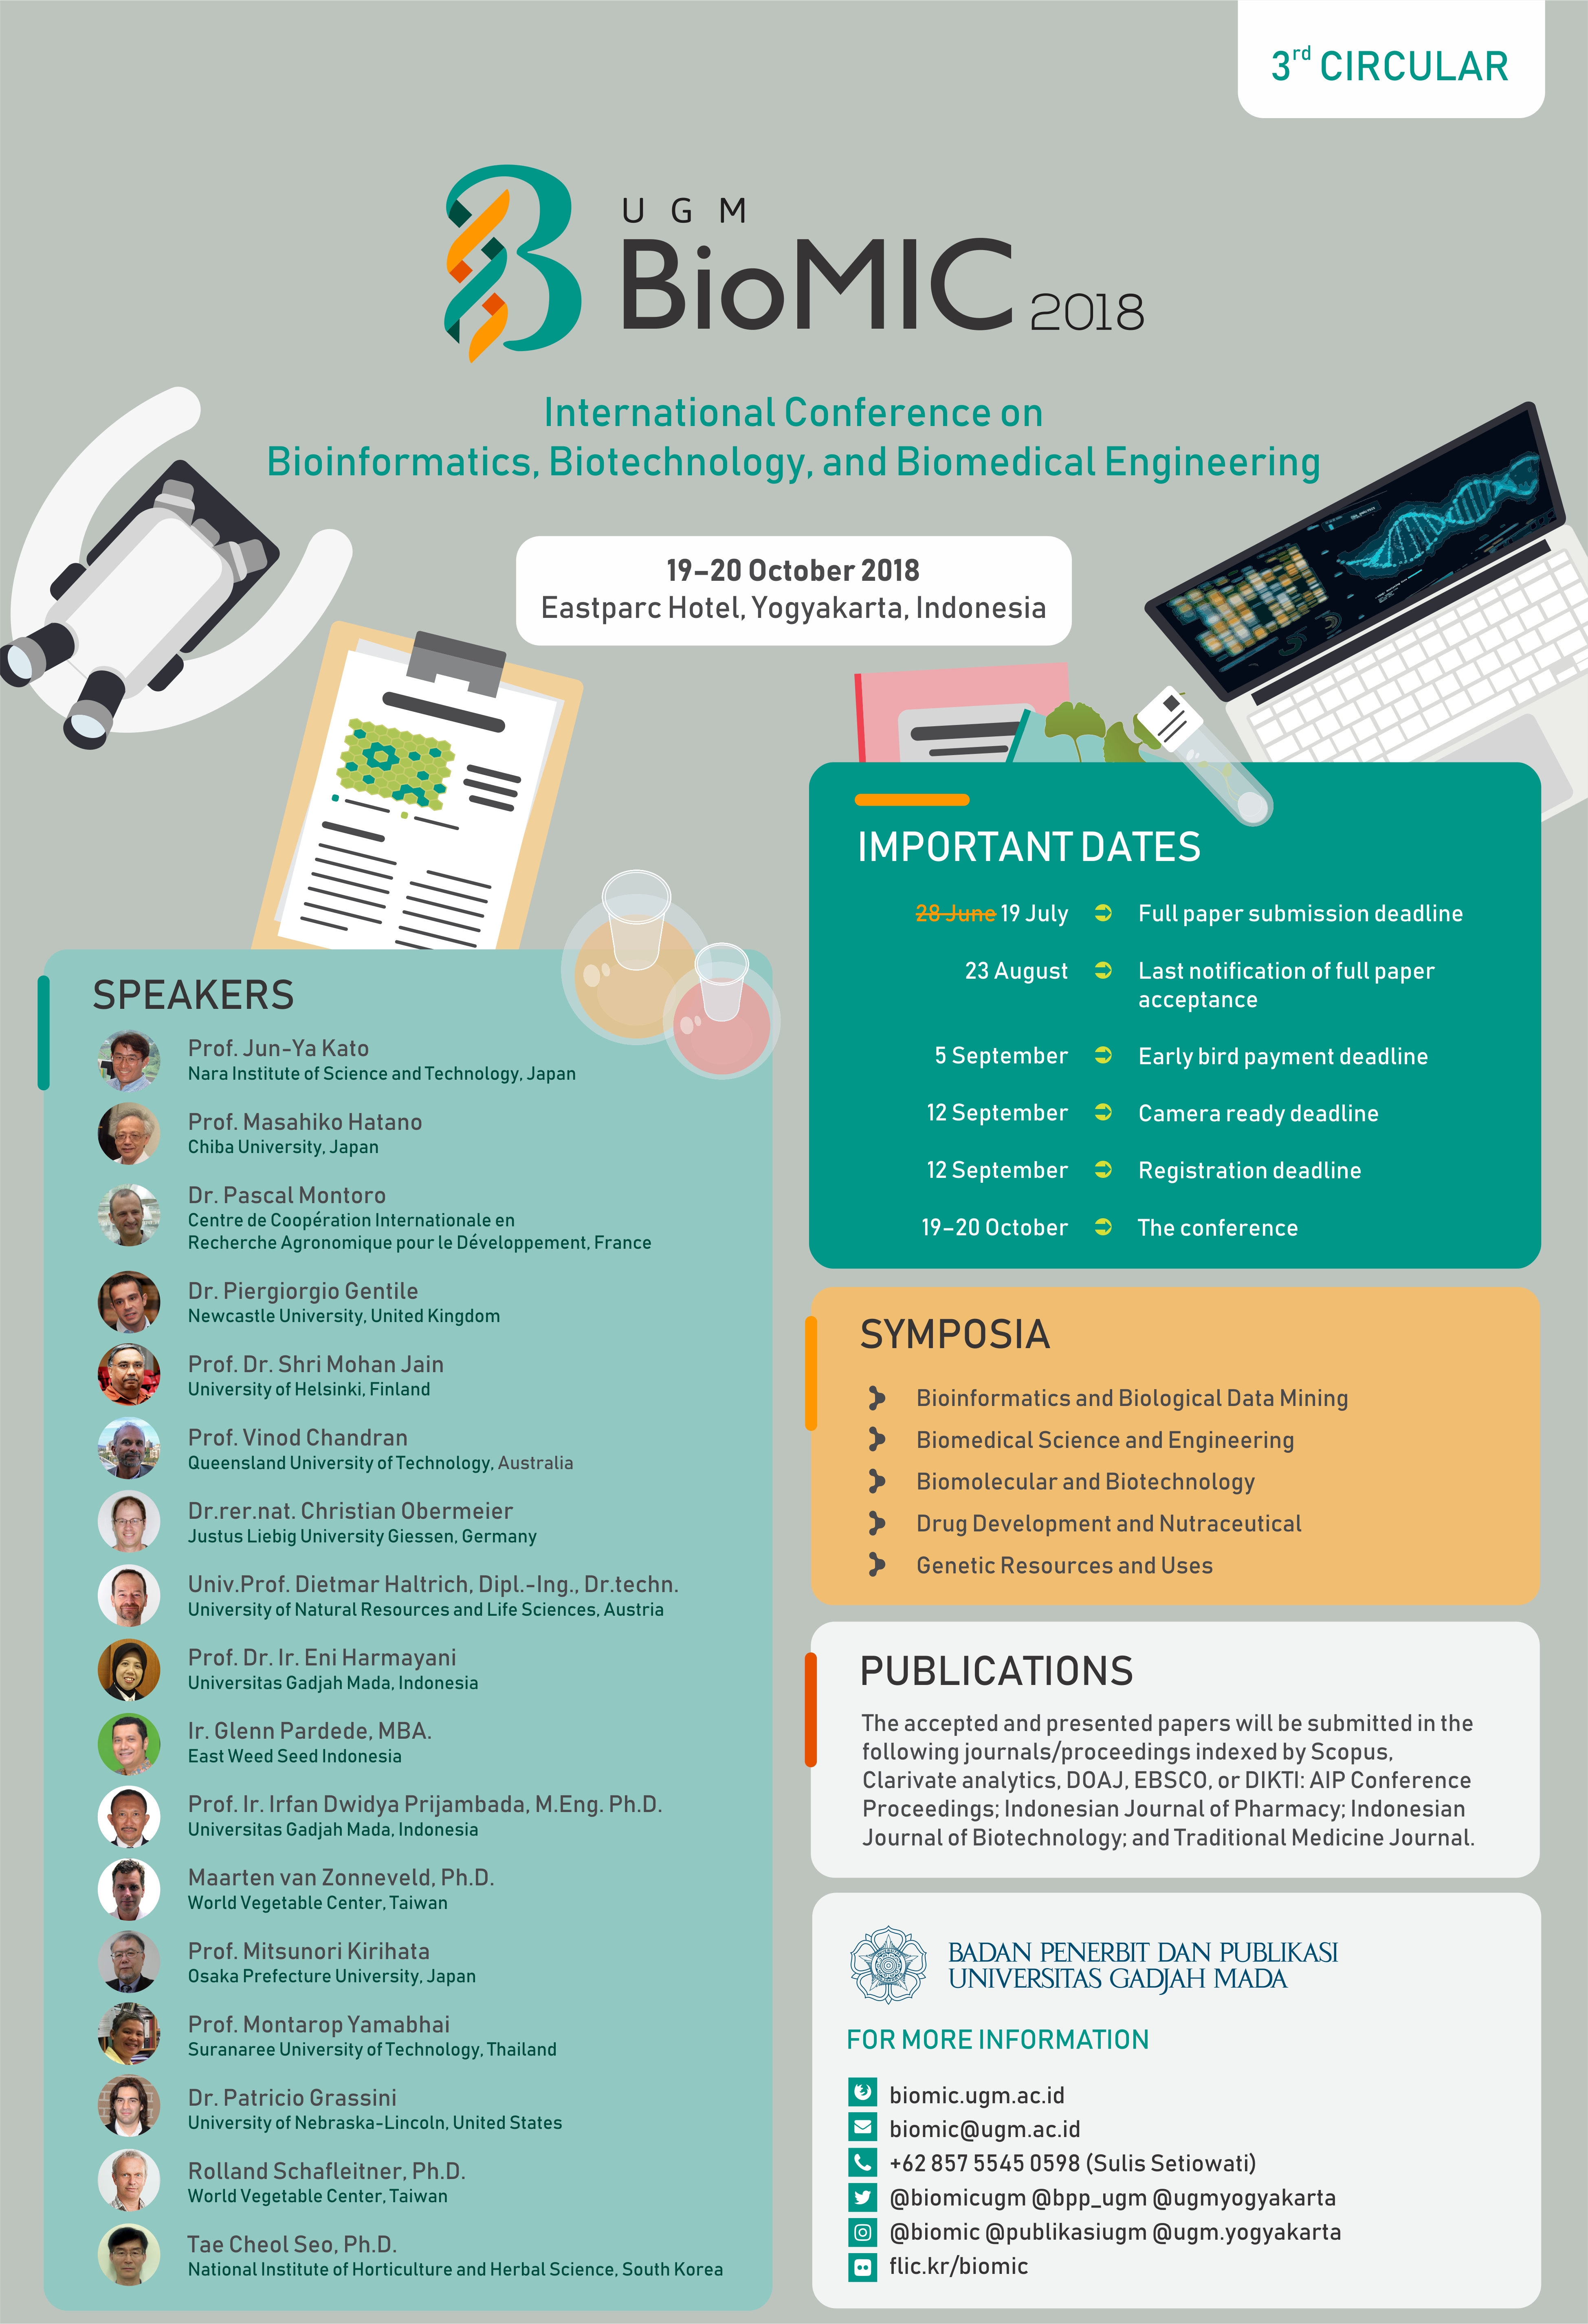 3rd CIRCULAR
UGM
BioMIC 2018
International Conference on
Bioinformatics, Biotechnology, and Biomedical Engineering
19–20 October 2018
Eastparc Hotel, Yogyakarta, Indonesia
SPEAKERS
Prof. Jun-Ya Kato
Nara Institute of Science and Technology, Japan
Prof. Masahiko Hatano
Chiba University, Japan
Dr. Pascal Montoro
Centre de Coopération Internationale en
Recherche Agronomique pour le Développement, France
Dr. Piergiorgio Gentile
Newcastle University, United Kingdom
Prof. Dr. Shri Mohan Jain
University of Helsinki, Finland
Prof. Vinod Chandran
Queensland University of Technology, Australia
Dr.rer.nat. Christian Obermeier
Justus Liebig University Giessen, Germany
Univ.Prof. Dietmar Haltrich, Dipl.-Ing., Dr.techn.
University of Natural Resources and Life Sciences, Austria
Prof. Dr. Ir. Eni Harmayani
Universitas Gadjah Mada, Indonesia
Ir. Glenn Pardede, MBA.
East Weed Seed Indonesia
Prof. Ir. Irfan Dwidya Prijambada, M.Eng. Ph.D.
Universitas Gadjah Mada, Indonesia
Maarten van Zonneveld, Ph.D.
World Vegetable Center, Taiwan
Prof. Mitsunori Kirihata
Osaka Prefecture University, Japan
Prof. Montarop Yamabhai
Suranaree University of Technology, Thailand
Dr. Patricio Grassini
University of Nebraska-Lincoln, United States
Rolland Schafleitner, Ph.D.
World Vegetable Center, Taiwan
Tae Cheol Seo, Ph.D.
National Institute of Horticulture and Herbal Science, South Korea
IMPORTANT DATES
28 June 19 July Full paper submission deadline
23 August Last notification of full paper
acceptance
5 September Early bird payment deadline
12 September Camera ready deadline
12 September Registration deadline
19–20 October The conference
SYMPOSIA
Bioinformatics and Biological Data Mining
Biomedical Science and Engineering
Biomolecular and Biotechnology
Drug Development and Nutraceutical
Genetic Resources and Uses
PUBLICATIONS
The accepted and presented papers will be submitted in the
following journals/proceedings indexed by Scopus,
Clarivate analytics, DOAJ, EBSCO, or DIKTI: AIP Conference
Proceedings; Indonesian Journal of Pharmacy; Indonesian
Journal of Biotechnology; and Traditional Medicine Journal.
BADAN PENERBIT DAN PUBLIKASI
UNIVERSITAS GADJAH MADA
FOR MORE INFORMATION
biomic.ugm.ac.id
biomic@ugm.ac.id
+62 857 5545 0598 (Sulis Setiowati)
@biomicugm @bpp_ugm @ugmyogyakarta
@biomic @publikasiugm @ugm.yogyakarta
flic.kr/biomic